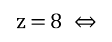 z = 8 ⇔